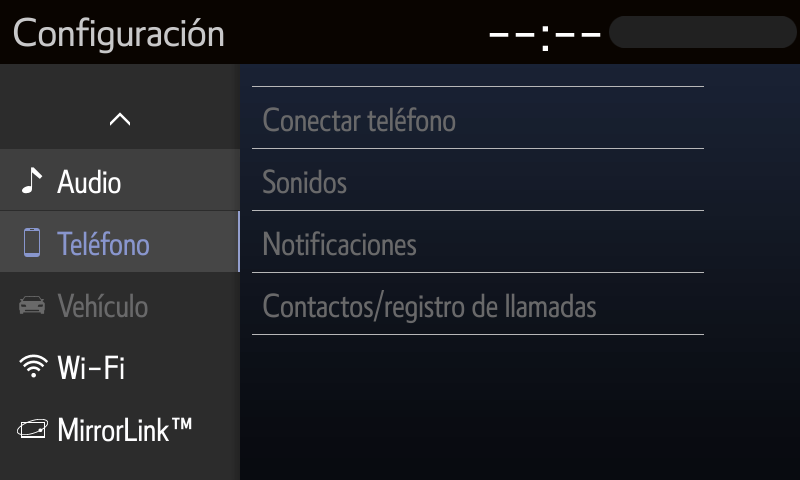 Configuración
--:--
Audio
Teléfono
Vehículo
Wi-Fi
MirrorLink™
Conectar teléfono
Sonidos
Notificaciones
Contactos/registro de llamadas